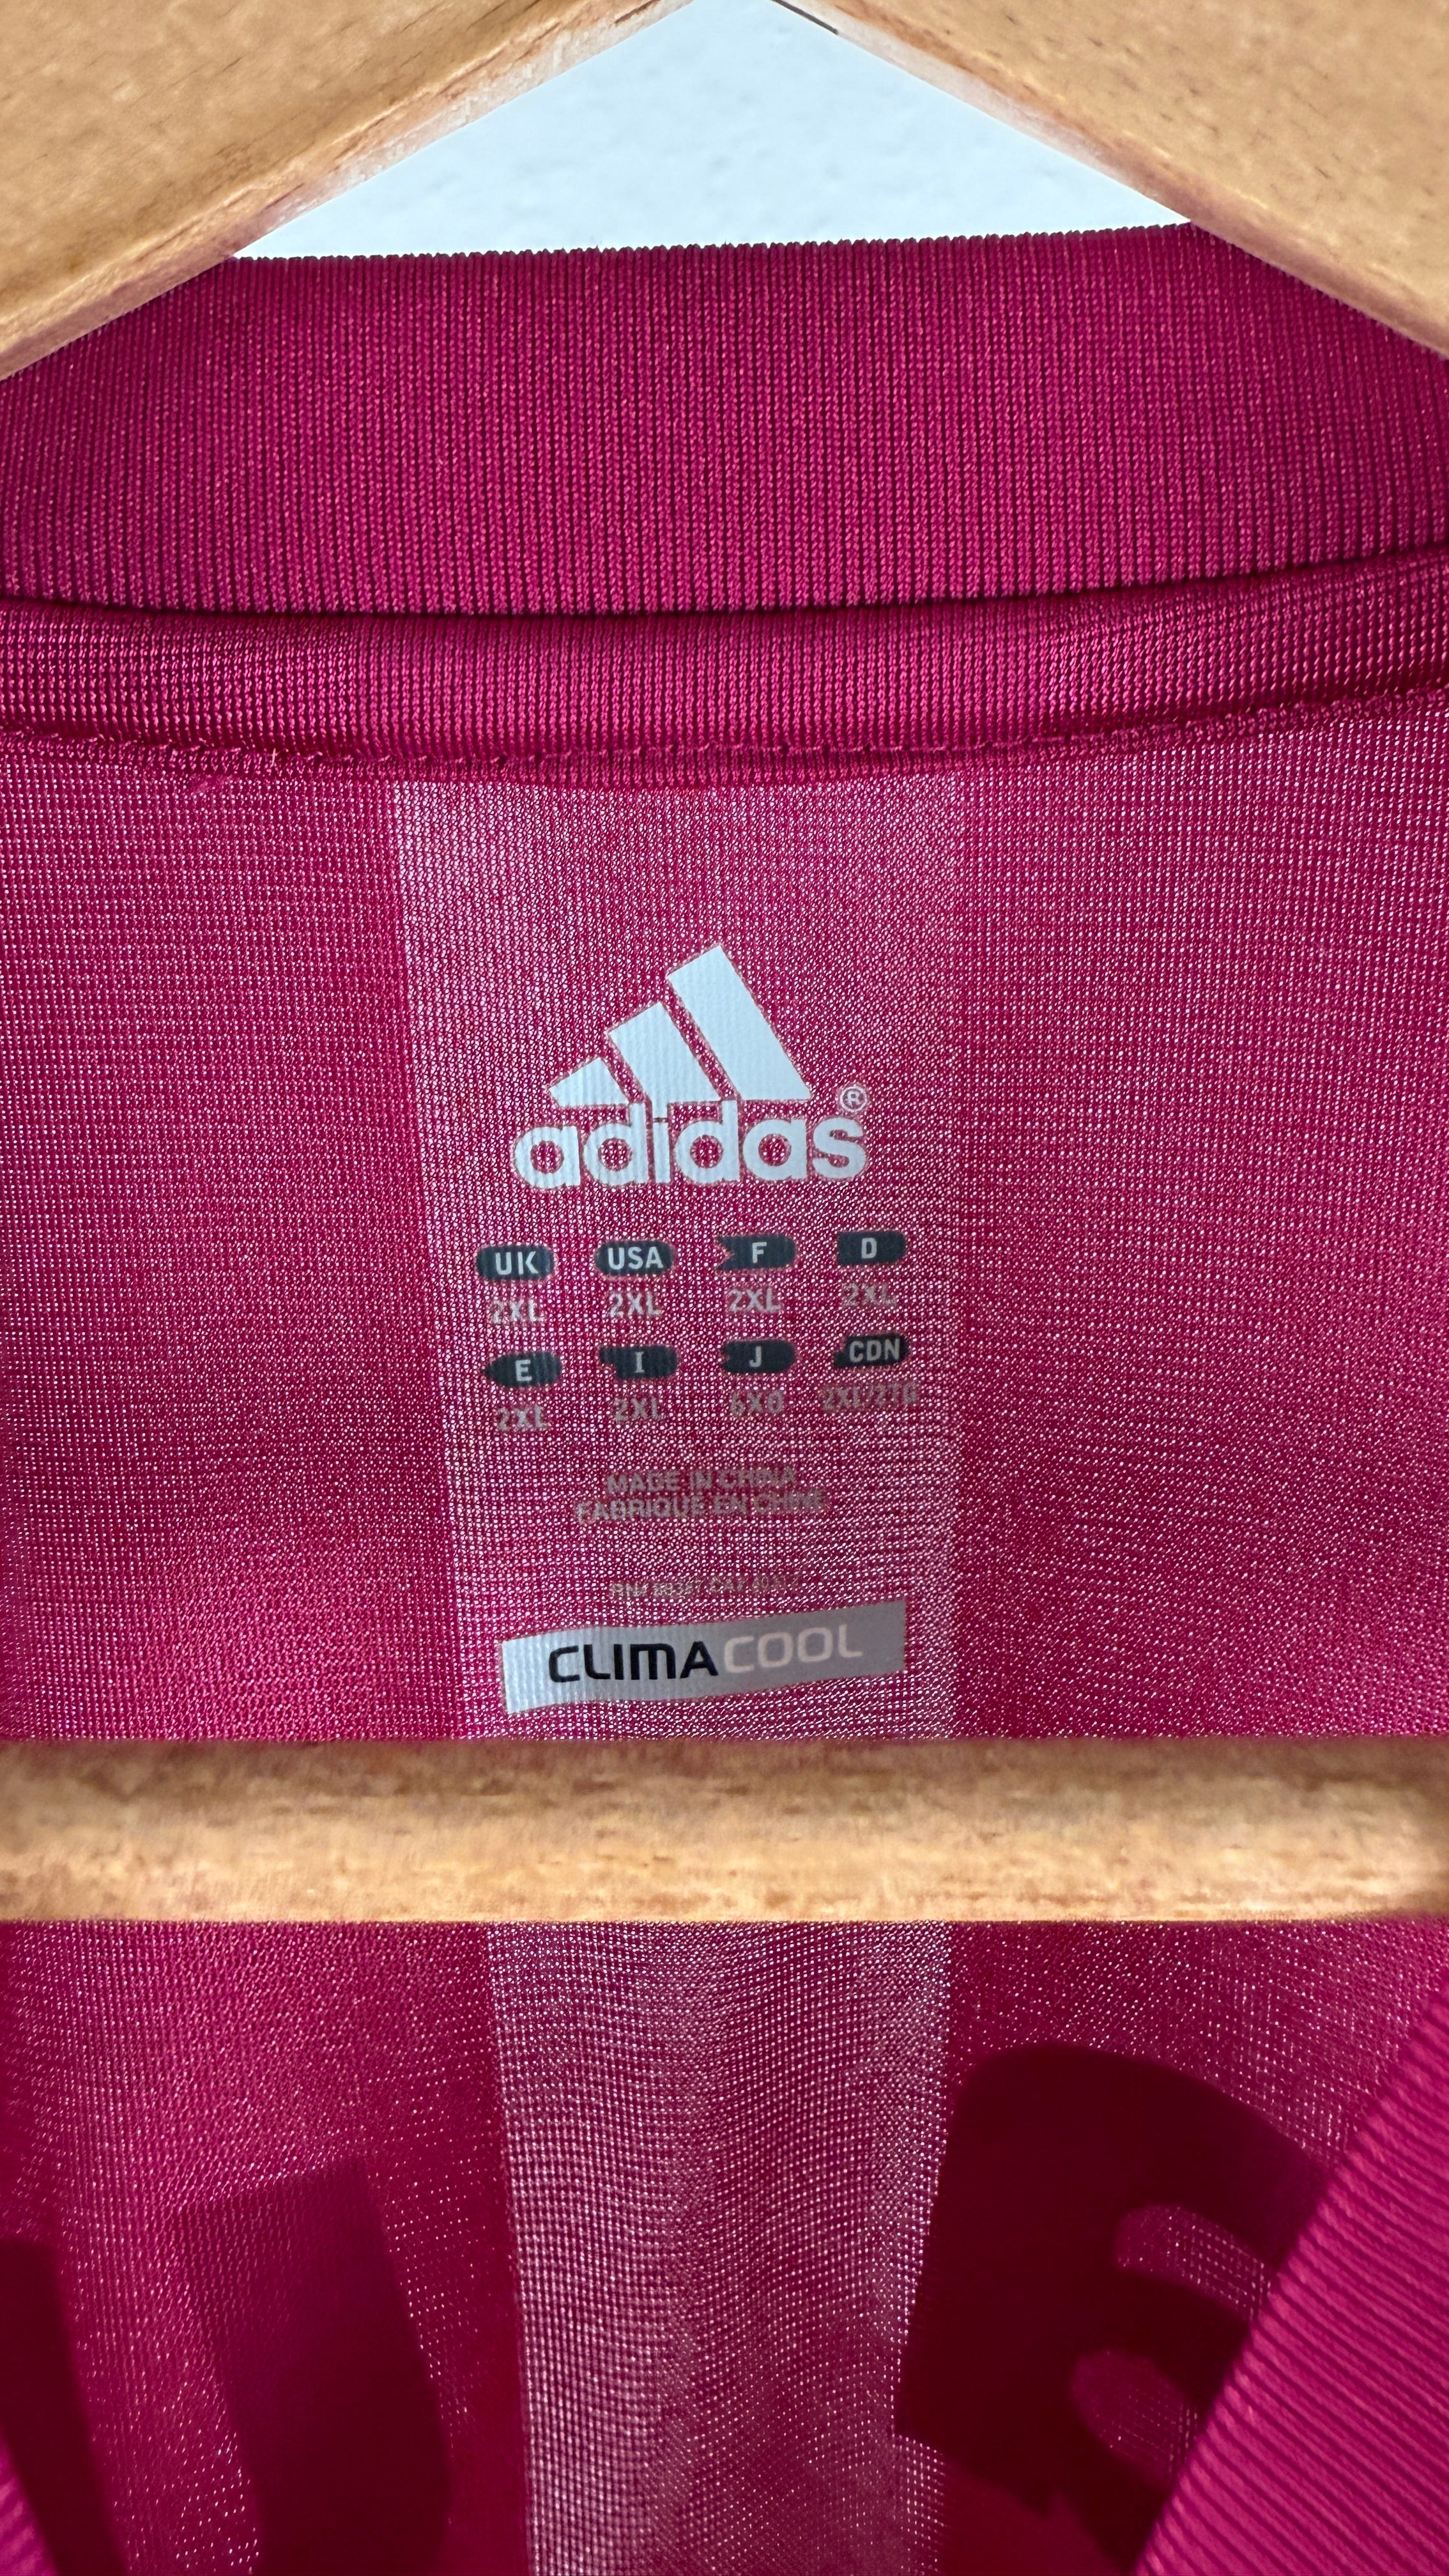 adidas®
UK USA F D
2XL 2XL 2XL 2XL
E I J CDN
2XL 2XL 6XO 2XL/2TG
MADE IN CHINA
FABRIQUE EN CHINE
CLIMACOOL